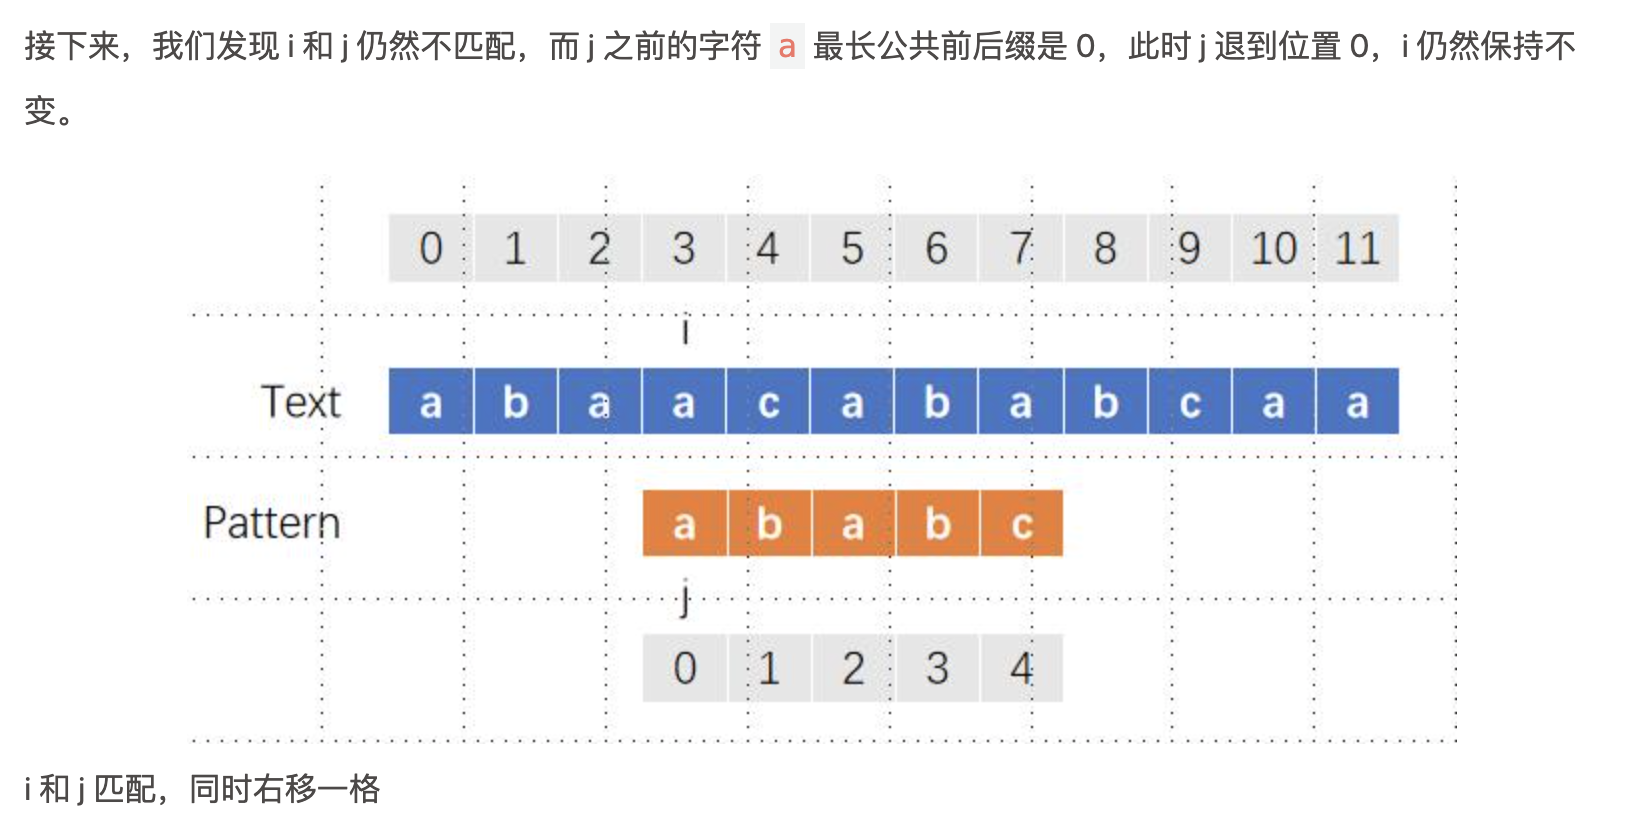 接下来，我们发现 i 和 j 仍然不匹配，而 j 之前的字符 a 最长公共前后缀是 0，此时 j 退到位置 0，i 仍然保持不
变。
0 1 2 3 4 5 6 7 8 9 10 11
i
Text a b a a c a b a b c a a
Pattern a b a b c
j
0 1 2 3 4
i 和 j 匹配，同时右移一格